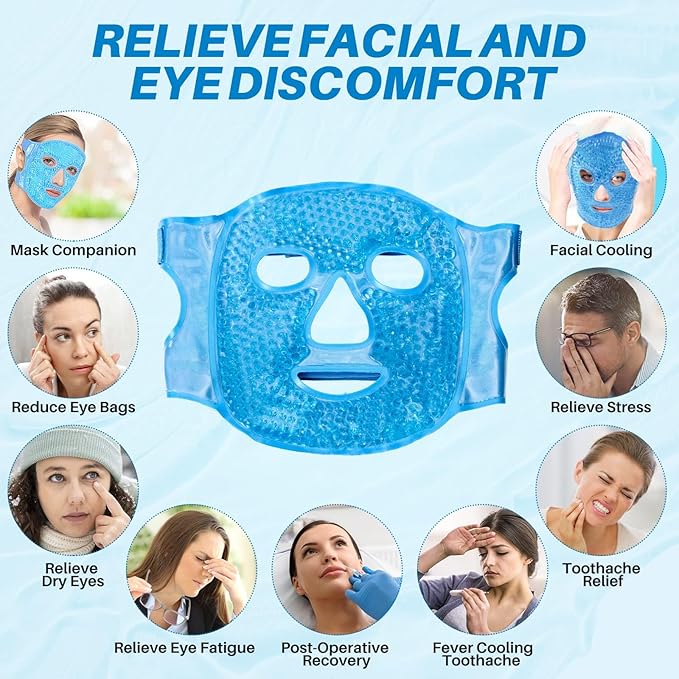 RELIEVE FACIAL AND
EYE DISCOMFORT
Mask Companion
Facial Cooling
Reduce Eye Bags
Relieve Stress
Relieve
Dry Eyes
Relieve Eye Fatigue
Post-Operative
Recovery
Fever Cooling
Toothache
Toothache
Relief